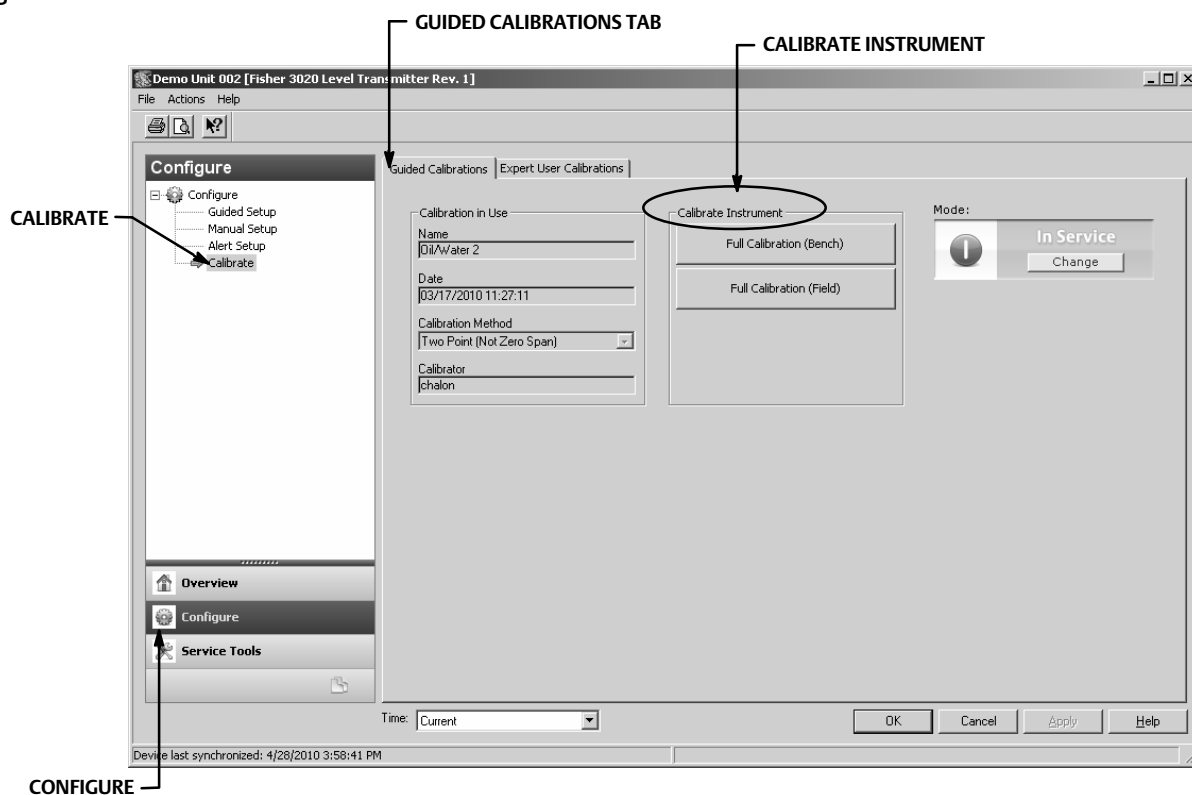 GUIDED CALIBRATIONS TAB
CALIBRATE INSTRUMENT
Demo Unit 002 [Fisher 3020 Level Transmitter Rev. 1]
File Actions Help
Configure
Guided Calibrations Expert User Calibrations
Configure
Guided Setup
Manual Setup
Alert Setup
Calibrate
CALIBRATE
Calibration in Use
Name
Oil/Water 2
Date
03/17/2010 11:27:11
Calibration Method
Two Point (Not Zero Span)
Calibrator
chalon
Calibrate Instrument
Full Calibration (Bench)
Full Calibration (Field)
Mode:
In Service
Change
Overview
Configure
Service Tools
Time: Current
OK Cancel Apply Help
Device last synchronized: 4/28/2010 3:58:41 PM
CONFIGURE